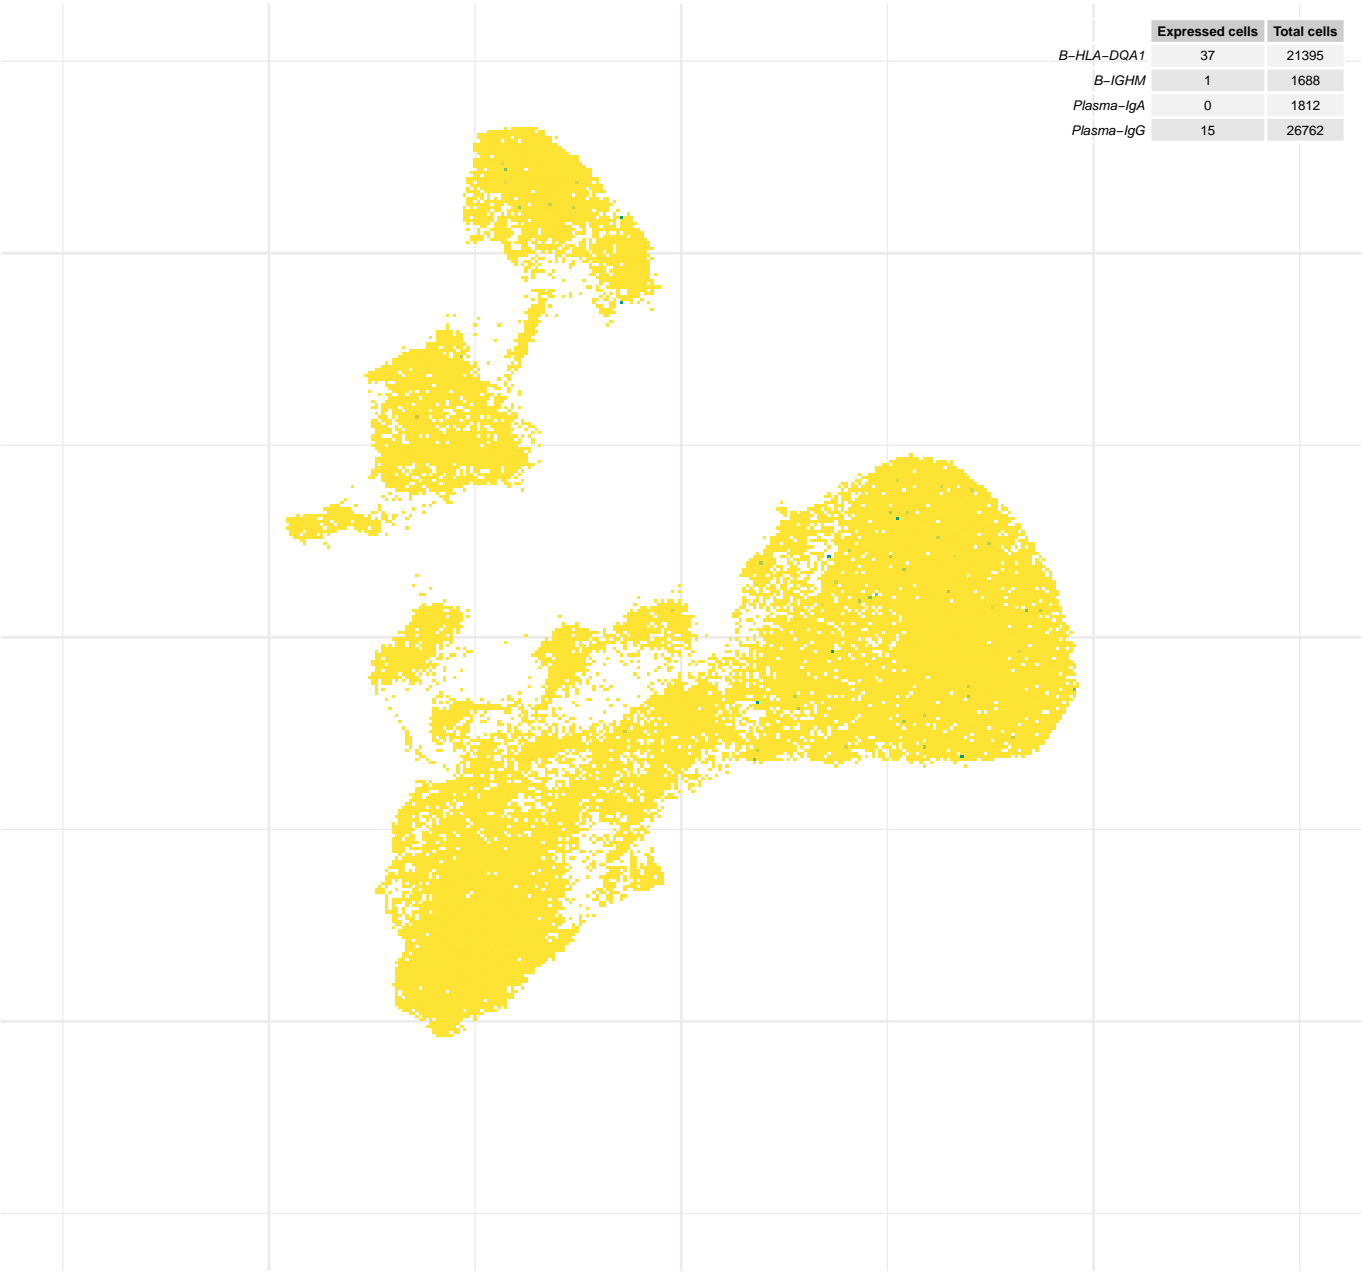 Expressed cells Total cells
B−HLA−DQA1 37 21395
B−IGHM 1 1688
Plasma−IgA 0 1812
Plasma−IgG 15 26762